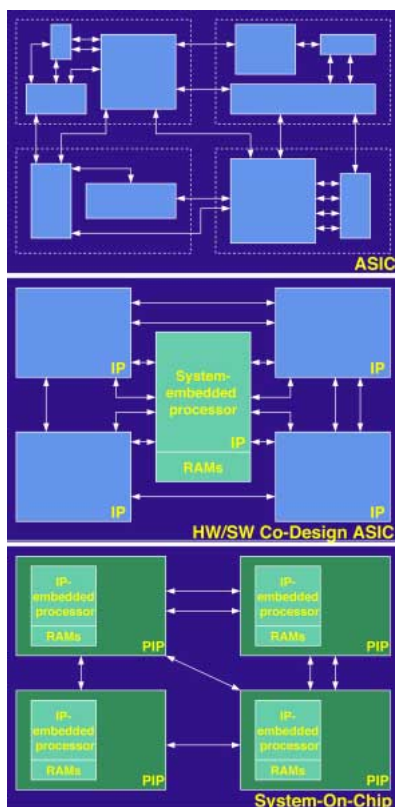 ASIC
IP
IP
System-
embedded
processor
IP
RAMs
IP
IP
HW/SW Co-Design ASIC
IP-
embedded
processor
RAMs
PIP
IP-
embedded
processor
RAMs
PIP
IP-
embedded
processor
RAMs
PIP
IP-
embedded
processor
RAMs
PIP
System-On-Chip